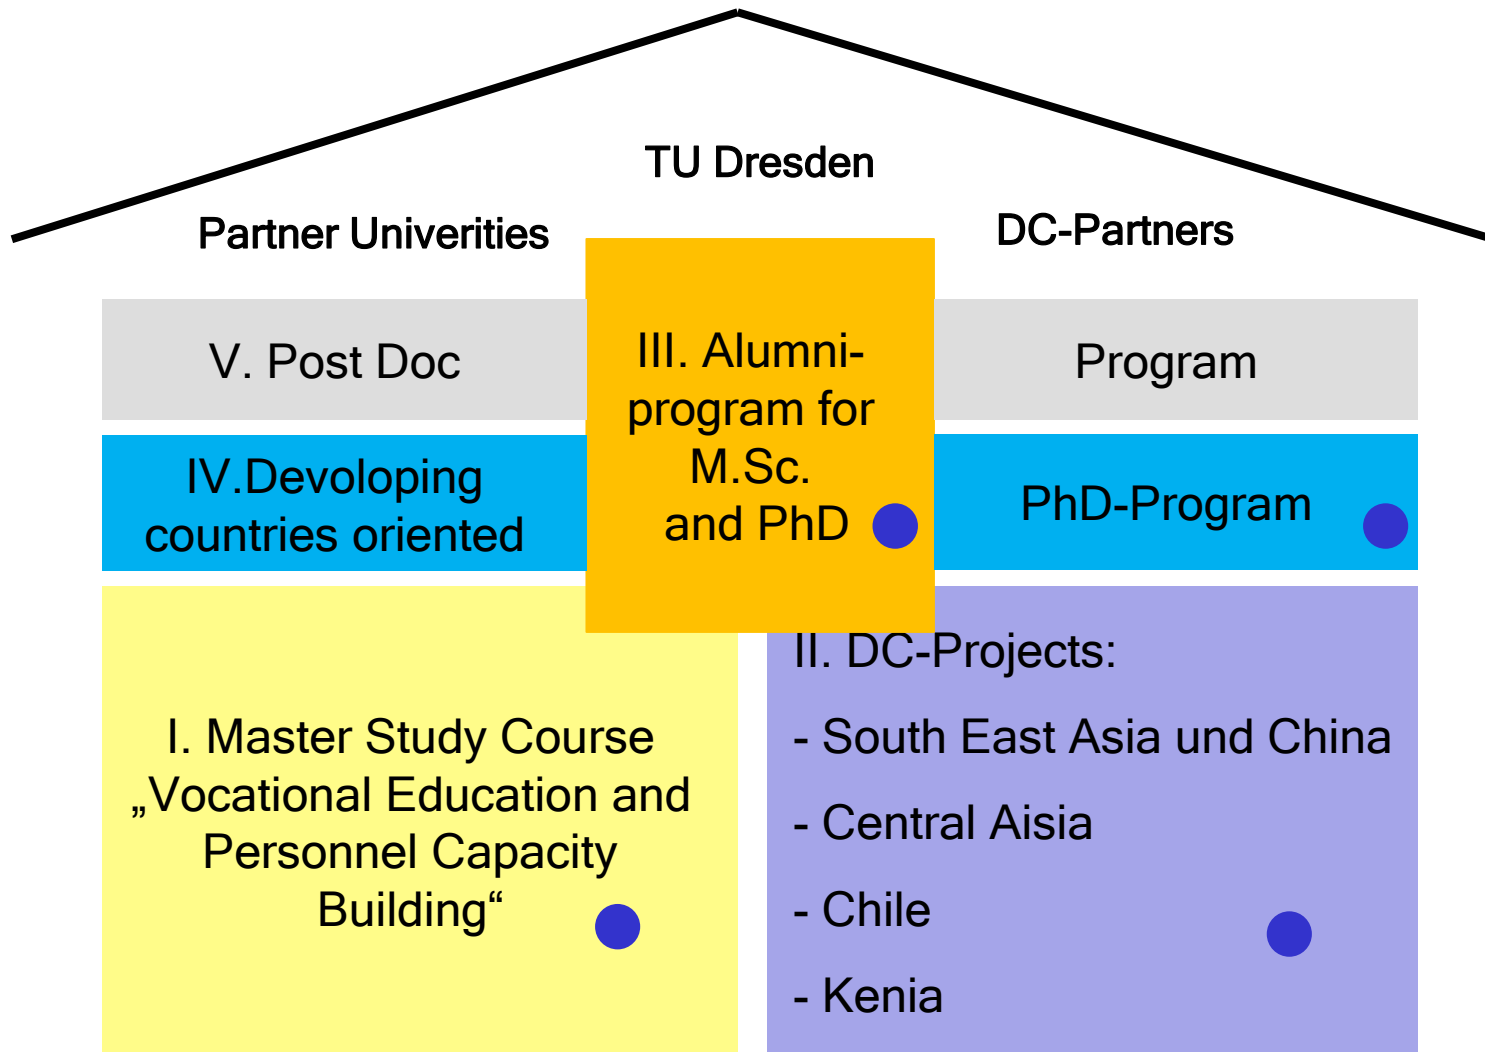 TU Dresden
Partner Univerities
DC-Partners
V. Post Doc
III. Alumni-
program for
M.Sc.
and PhD
Program
IV.Devoloping
countries oriented
PhD-Program
I. Master Study Course
„Vocational Education and
Personnel Capacity
Building“
II. DC-Projects:
- South East Asia und China
- Central Aisia
- Chile
- Kenia